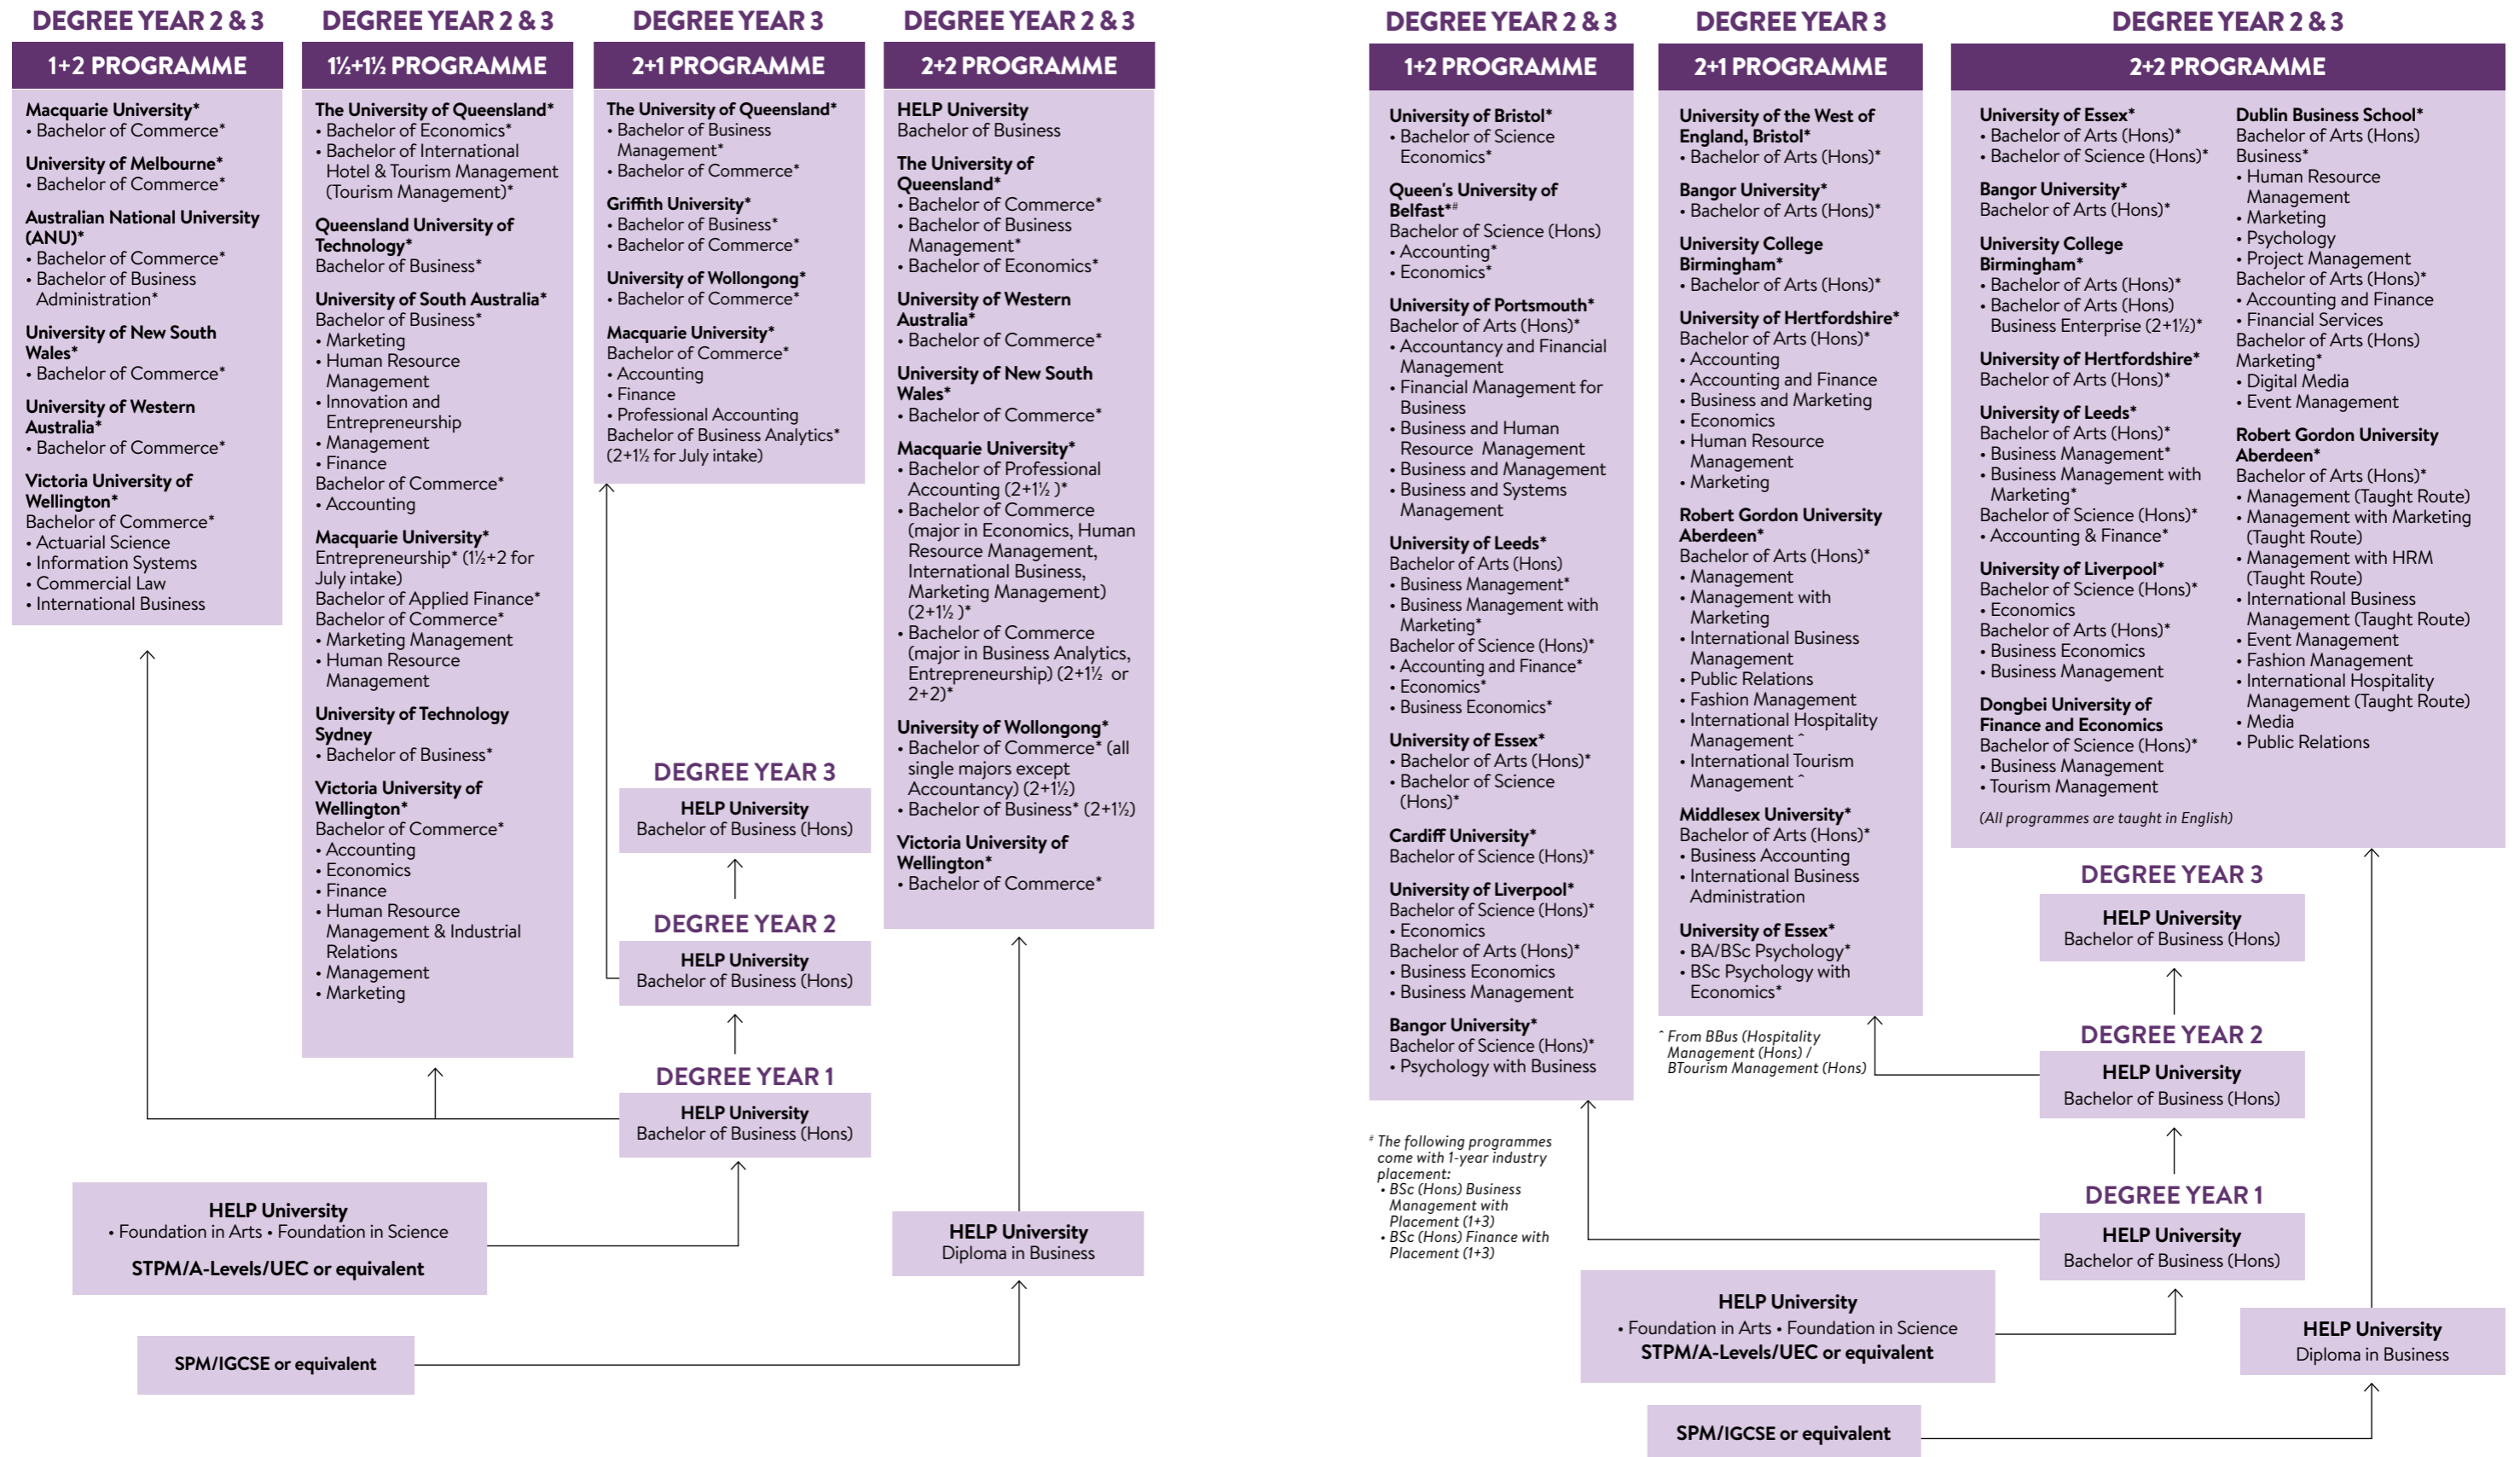 DEGREE YEAR 2 & 3
1+2 PROGRAMME
Macquarie University*
• Bachelor of Commerce*
University of Melbourne*
• Bachelor of Commerce*
Australian National University
(ANU)*
• Bachelor of Commerce*
• Bachelor of Business
Administration*
University of New South
Wales*
• Bachelor of Commerce*
University of Western
Australia*
• Bachelor of Commerce*
Victoria University of
Wellington*
Bachelor of Commerce*
• Actuarial Science
• Information Systems
• Commercial Law
• International Business
DEGREE YEAR 2 & 3
1½+1½ PROGRAMME
The University of Queensland*
• Bachelor of Economics*
• Bachelor of International
Hotel & Tourism Management
(Tourism Management)*
Queensland University of
Technology*
Bachelor of Business*
University of South Australia*
Bachelor of Business*
• Marketing
• Human Resource
Management
• Innovation and
Entrepreneurship
• Management
• Finance
Bachelor of Commerce*
• Accounting
Macquarie University*
Entrepreneurship* (1½+2 for
July intake)
Bachelor of Applied Finance*
Bachelor of Commerce*
• Marketing Management
• Human Resource
Management
University of Technology
Sydney
• Bachelor of Business*
Victoria University of
Wellington*
Bachelor of Commerce*
• Accounting
• Economics
• Finance
• Human Resource
Management & Industrial
Relations
• Management
• Marketing
DEGREE YEAR 3
2+1 PROGRAMME
The University of Queensland*
• Bachelor of Business
Management*
• Bachelor of Commerce*
Griffith University*
• Bachelor of Business*
• Bachelor of Commerce*
University of Wollongong*
• Bachelor of Commerce*
Macquarie University*
Bachelor of Commerce*
• Accounting
• Finance
• Professional Accounting
Bachelor of Business Analytics*
(2+1½ for July intake)
DEGREE YEAR 3
HELP University
Bachelor of Business (Hons)
DEGREE YEAR 2
HELP University
Bachelor of Business (Hons)
DEGREE YEAR 1
HELP University
Bachelor of Business (Hons)
DEGREE YEAR 2 & 3
2+2 PROGRAMME
HELP University
Bachelor of Business
The University of
Queensland*
• Bachelor of Commerce*
• Bachelor of Business
Management*
• Bachelor of Economics*
University of Western
Australia*
• Bachelor of Commerce*
University of New South
Wales*
• Bachelor of Commerce*
Macquarie University*
• Bachelor of Professional
Accounting (2+1½ )*
• Bachelor of Commerce
(major in Economics, Human
Resource Management,
International Business,
Marketing Management)
(2+1½ )*
• Bachelor of Commerce
(major in Business Analytics,
Entrepreneurship) (2+1½ or
2+2)*
University of Wollongong*
• Bachelor of Commerce* (all
single majors except
Accountancy) (2+1½)
• Bachelor of Business* (2+1½)
Victoria University of
Wellington*
• Bachelor of Commerce*
HELP University
• Foundation in Arts • Foundation in Science
STPM/A-Levels/UEC or equivalent
HELP University
Diploma in Business
SPM/IGCSE or equivalent
DEGREE YEAR 2 & 3
1+2 PROGRAMME
University of Bristol*
• Bachelor of Science
Economics*
Queen's University of
Belfast*#
Bachelor of Science (Hons)
• Accounting*
• Economics*
University of Portsmouth*
Bachelor of Arts (Hons)*
• Accountancy and Financial
Management
• Financial Management for
Business
• Business and Human
Resource Management
• Business and Management
• Business and Systems
Management
University of Leeds*
Bachelor of Arts (Hons)
• Business Management*
• Business Management with
Marketing*
Bachelor of Science (Hons)*
• Accounting and Finance*
• Economics*
• Business Economics*
University of Essex*
• Bachelor of Arts (Hons)*
• Bachelor of Science
(Hons)*
Cardiff University*
Bachelor of Science (Hons)*
University of Liverpool*
Bachelor of Science (Hons)*
• Economics
Bachelor of Arts (Hons)*
• Business Economics
• Business Management
Bangor University*
Bachelor of Science (Hons)*
• Psychology with Business
# The following programmes
come with 1-year industry
placement:
• BSc (Hons) Business
Management with
Placement (1+3)
• BSc (Hons) Finance with
Placement (1+3)
DEGREE YEAR 3
2+1 PROGRAMME
University of the West of
England, Bristol*
• Bachelor of Arts (Hons)*
Bangor University*
• Bachelor of Arts (Hons)*
University College
Birmingham*
• Bachelor of Arts (Hons)*
University of Hertfordshire*
Bachelor of Arts (Hons)*
• Accounting
• Accounting and Finance
• Business and Marketing
• Economics
• Human Resource
Management
• Marketing
Robert Gordon University
Aberdeen*
Bachelor of Arts (Hons)*
• Management
• Management with
Marketing
• International Business
Management
• Public Relations
• Fashion Management
• International Hospitality
Management ^
• International Tourism
Management ^
Middlesex University*
Bachelor of Arts (Hons)*
• Business Accounting
• International Business
Administration
University of Essex*
• BA/BSc Psychology*
• BSc Psychology with
Economics*
^ From BBus (Hospitality
Management (Hons) /
BTourism Management (Hons)
DEGREE YEAR 2 & 3
2+2 PROGRAMME
University of Essex*
• Bachelor of Arts (Hons)*
• Bachelor of Science (Hons)*
Bangor University*
Bachelor of Arts (Hons)*
University College
Birmingham*
• Bachelor of Arts (Hons)*
• Bachelor of Arts (Hons)
Business Enterprise (2+1½)*
University of Hertfordshire*
Bachelor of Arts (Hons)*
University of Leeds*
Bachelor of Arts (Hons)*
• Business Management*
• Business Management with
Marketing*
Bachelor of Science (Hons)*
• Accounting & Finance*
University of Liverpool*
Bachelor of Science (Hons)*
• Economics
Bachelor of Arts (Hons)*
• Business Economics
• Business Management
Dongbei University of
Finance and Economics
Bachelor of Science (Hons)*
• Business Management
• Tourism Management
(All programmes are taught in English)
Dublin Business School*
Bachelor of Arts (Hons)
Business*
• Human Resource
Management
• Marketing
• Psychology
• Project Management
Bachelor of Arts (Hons)*
• Accounting and Finance
• Financial Services
Bachelor of Arts (Hons)
Marketing*
• Digital Media
• Event Management
Robert Gordon University
Aberdeen*
Bachelor of Arts (Hons)*
• Management (Taught Route)
• Management with Marketing
(Taught Route)
• Management with HRM
(Taught Route)
• International Business
Management (Taught Route)
• Event Management
• Fashion Management
• International Hospitality
Management (Taught Route)
• Media
• Public Relations
DEGREE YEAR 3
HELP University
Bachelor of Business (Hons)
DEGREE YEAR 2
HELP University
Bachelor of Business (Hons)
DEGREE YEAR 1
HELP University
Bachelor of Business (Hons)
HELP University
• Foundation in Arts • Foundation in Science
STPM/A-Levels/UEC or equivalent
HELP University
Diploma in Business
SPM/IGCSE or equivalent